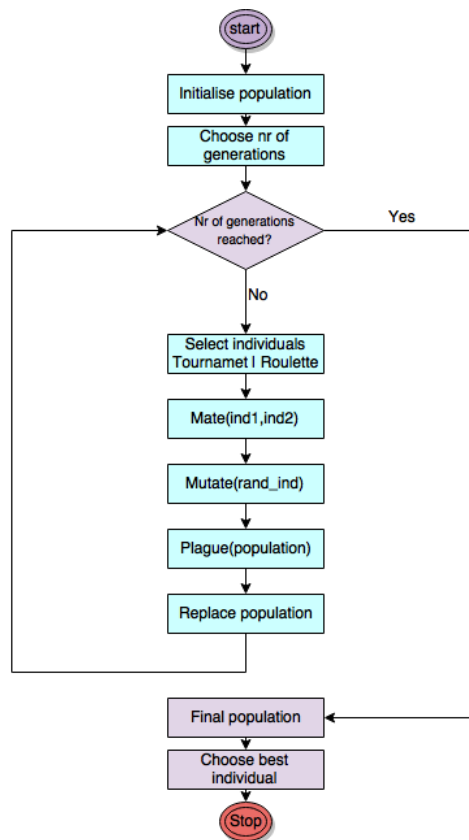 start
Initialise population
Choose nr of
generations
Nr of generations
reached?
Yes
No
Select individuals
Tournamet | Roulette
Mate(ind1,ind2)
Mutate(rand_ind)
Plague(population)
Replace population
Final population
Choose best
individual
Stop